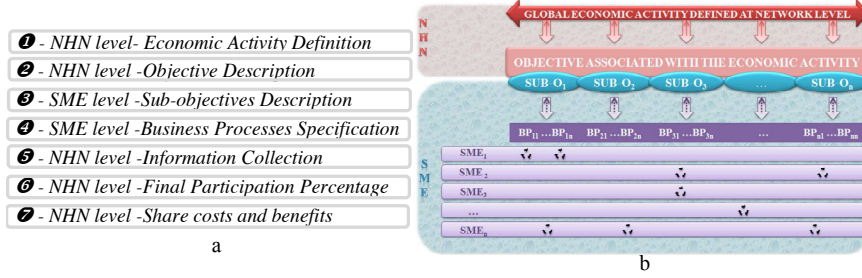 ❶ - NHN level- Economic Activity Definition
❷ - NHN level-Objective Description
❸ - SME level-Sub-objectives Description
❹ - SME level-Business Processes Specification
❺ - NHN level-Information Collection
❻ - NHN level-Final Participation Percentage
❼ - NHN level-Share costs and benefits
a
NHN
GLOBAL ECONOMIC ACTIVITY DEFINED AT NETWORK LEVEL
OBJECTIVE ASSOCIATED WITH THE ECONOMIC ACTIVITY
SUB O1 SUB O2 SUB O3 ... SUB On
BP11 ...BP1n BP21 ...BP2n BP31 ...BP3n ... BPn1 ...BPnn
SME
SME1
SME2
SME3
...
SMEn
b